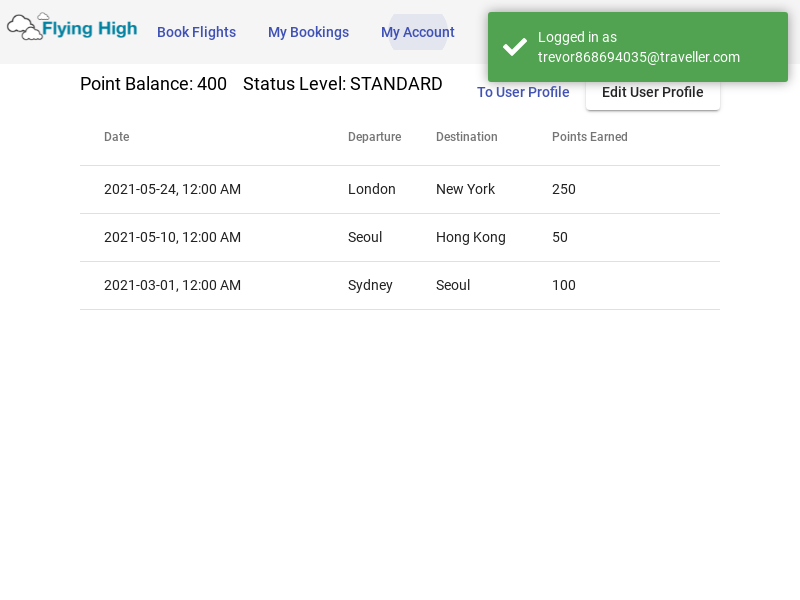 Flying High
Book Flights
My Bookings
My Account
Logged in as
trevor868694035@traveller.com
Point Balance: 400
Status Level: STANDARD
To User Profile
Edit User Profile
Date Departure Destination Points Earned
2021-05-24, 12:00 AM London New York 250
2021-05-10, 12:00 AM Seoul Hong Kong 50
2021-03-01, 12:00 AM Sydney Seoul 100